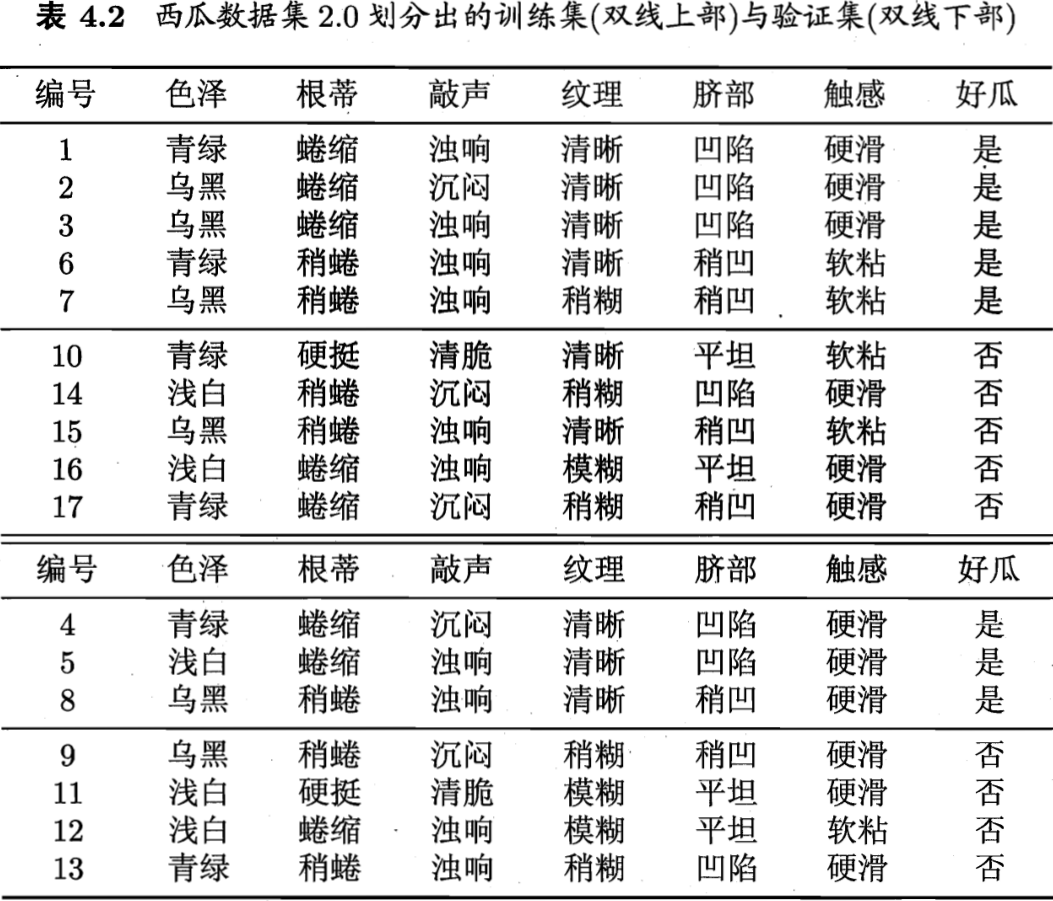 表 4.2 西瓜数据集 2.0 划分出的训练集(双线上部)与验证集(双线下部)
编号 色泽 根蒂 敲声 纹理 脐部 触感 好瓜
1 青绿 蜷缩 浊响 清晰 凹陷 硬滑 是
2 乌黑 蜷缩 沉闷 清晰 凹陷 硬滑 是
3 乌黑 蜷缩 浊响 清晰 凹陷 硬滑 是
6 青绿 稍蜷 浊响 清晰 稍凹 软粘 是
7 乌黑 稍蜷 浊响 稍糊 稍凹 软粘 是
10 青绿 硬挺 清脆 清晰 平坦 软粘 否
14 浅白 稍蜷 沉闷 稍糊 凹陷 硬滑 否
15 乌黑 稍蜷 浊响 清晰 稍凹 软粘 否
16 浅白 蜷缩 浊响 模糊 平坦 硬滑 否
17 青绿 蜷缩 沉闷 稍糊 稍凹 硬滑 否
编号 色泽 根蒂 敲声 纹理 脐部 触感 好瓜
4 青绿 蜷缩 沉闷 清晰 凹陷 硬滑 是
5 浅白 蜷缩 浊响 清晰 凹陷 硬滑 是
8 乌黑 稍蜷 浊响 清晰 稍凹 硬滑 是
9 乌黑 稍蜷 沉闷 稍糊 稍凹 硬滑 否
11 浅白 硬挺 清脆 模糊 平坦 硬滑 否
12 浅白 蜷缩 浊响 模糊 平坦 软粘 否
13 青绿 稍蜷 浊响 稍糊 凹陷 硬滑 否